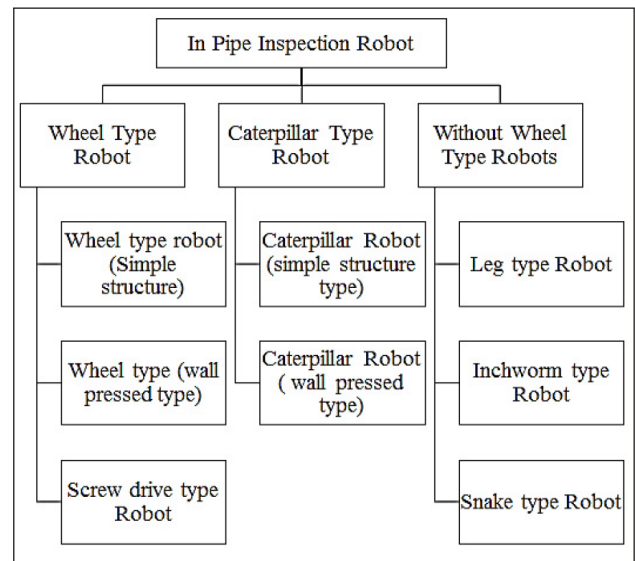 In Pipe Inspection Robot
Wheel Type
Robot
Caterpillar Type
Robot
Without Wheel
Type Robots
Wheel type robot
(Simple
structure)
Wheel type (wall
pressed type)
Screw drive type
Robot
Caterpillar Robot
(simple structure
type)
Caterpillar Robot
( wall pressed
type)
Leg type Robot
Inchworm type
Robot
Snake type Robot